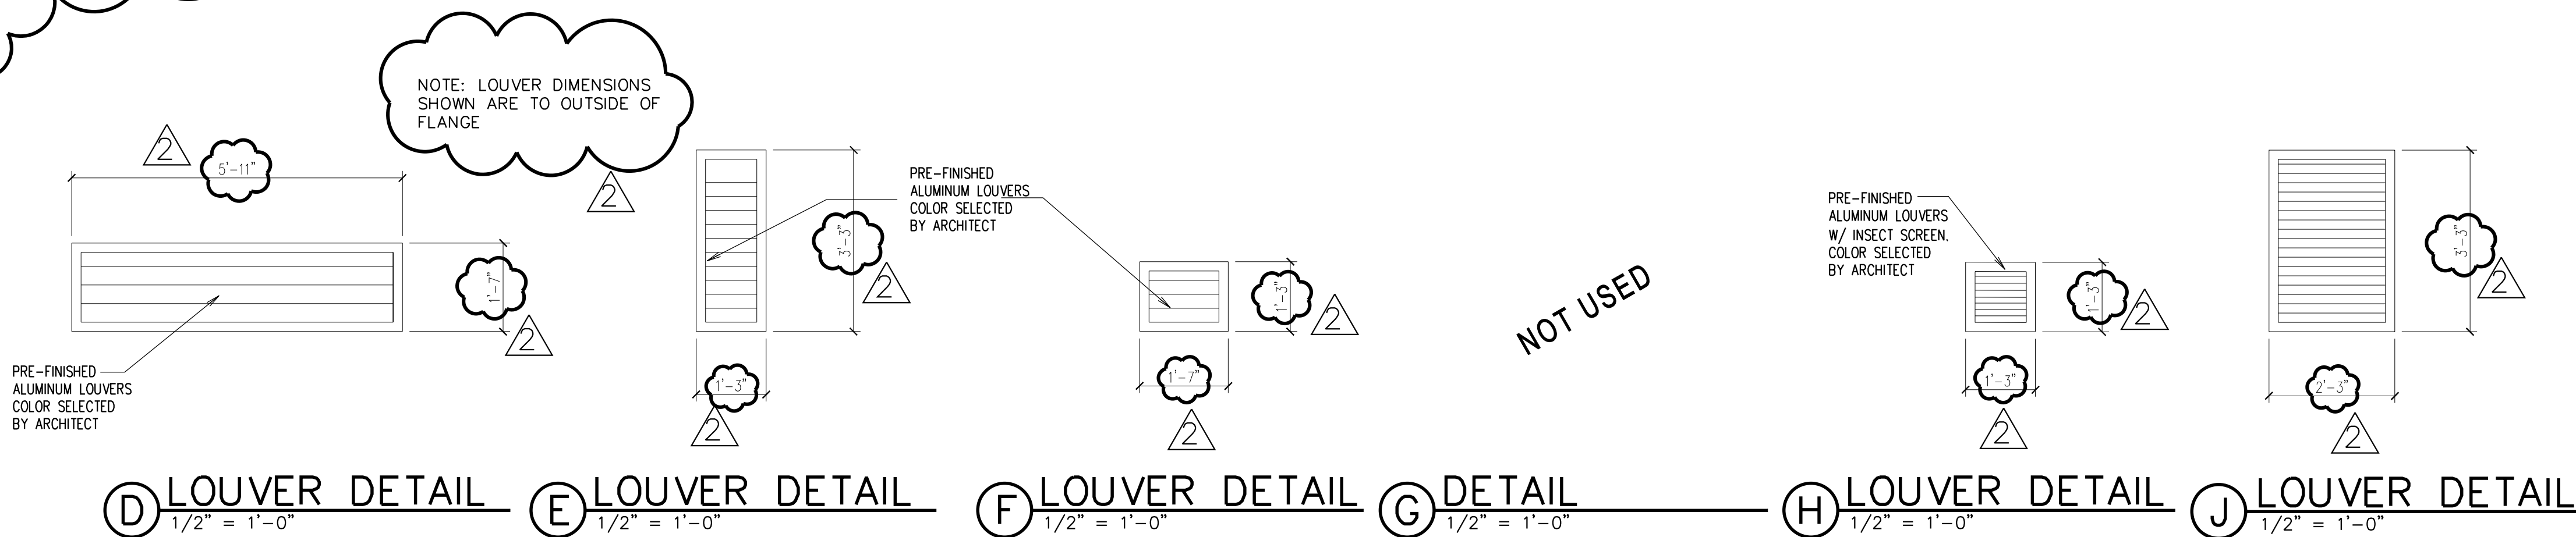 NOTE: LOUVER DIMENSIONS
SHOWN ARE TO OUTSIDE OF
FLANGE
2
2
5'-11"
1'-7"
2
PRE-FINISHED
ALUMINUM LOUVERS
COLOR SELECTED
BY ARCHITECT
D LOUVER DETAIL
1/2" = 1'-0"
3'-3"
2
1'-3"
2
E LOUVER DETAIL
1/2" = 1'-0"
PRE-FINISHED
ALUMINUM LOUVERS
COLOR SELECTED
BY ARCHITECT
1'-3"
2
1'-7"
2
F LOUVER DETAIL
1/2" = 1'-0"
NOT USED
G DETAIL
1/2" = 1'-0"
PRE-FINISHED
ALUMINUM LOUVERS
W/ INSECT SCREEN.
COLOR SELECTED
BY ARCHITECT
1'-3"
2
1'-3"
2
H LOUVER DETAIL
1/2" = 1'-0"
3'-3"
2
2'-3"
2
J LOUVER DETAIL
1/2" = 1'-0"